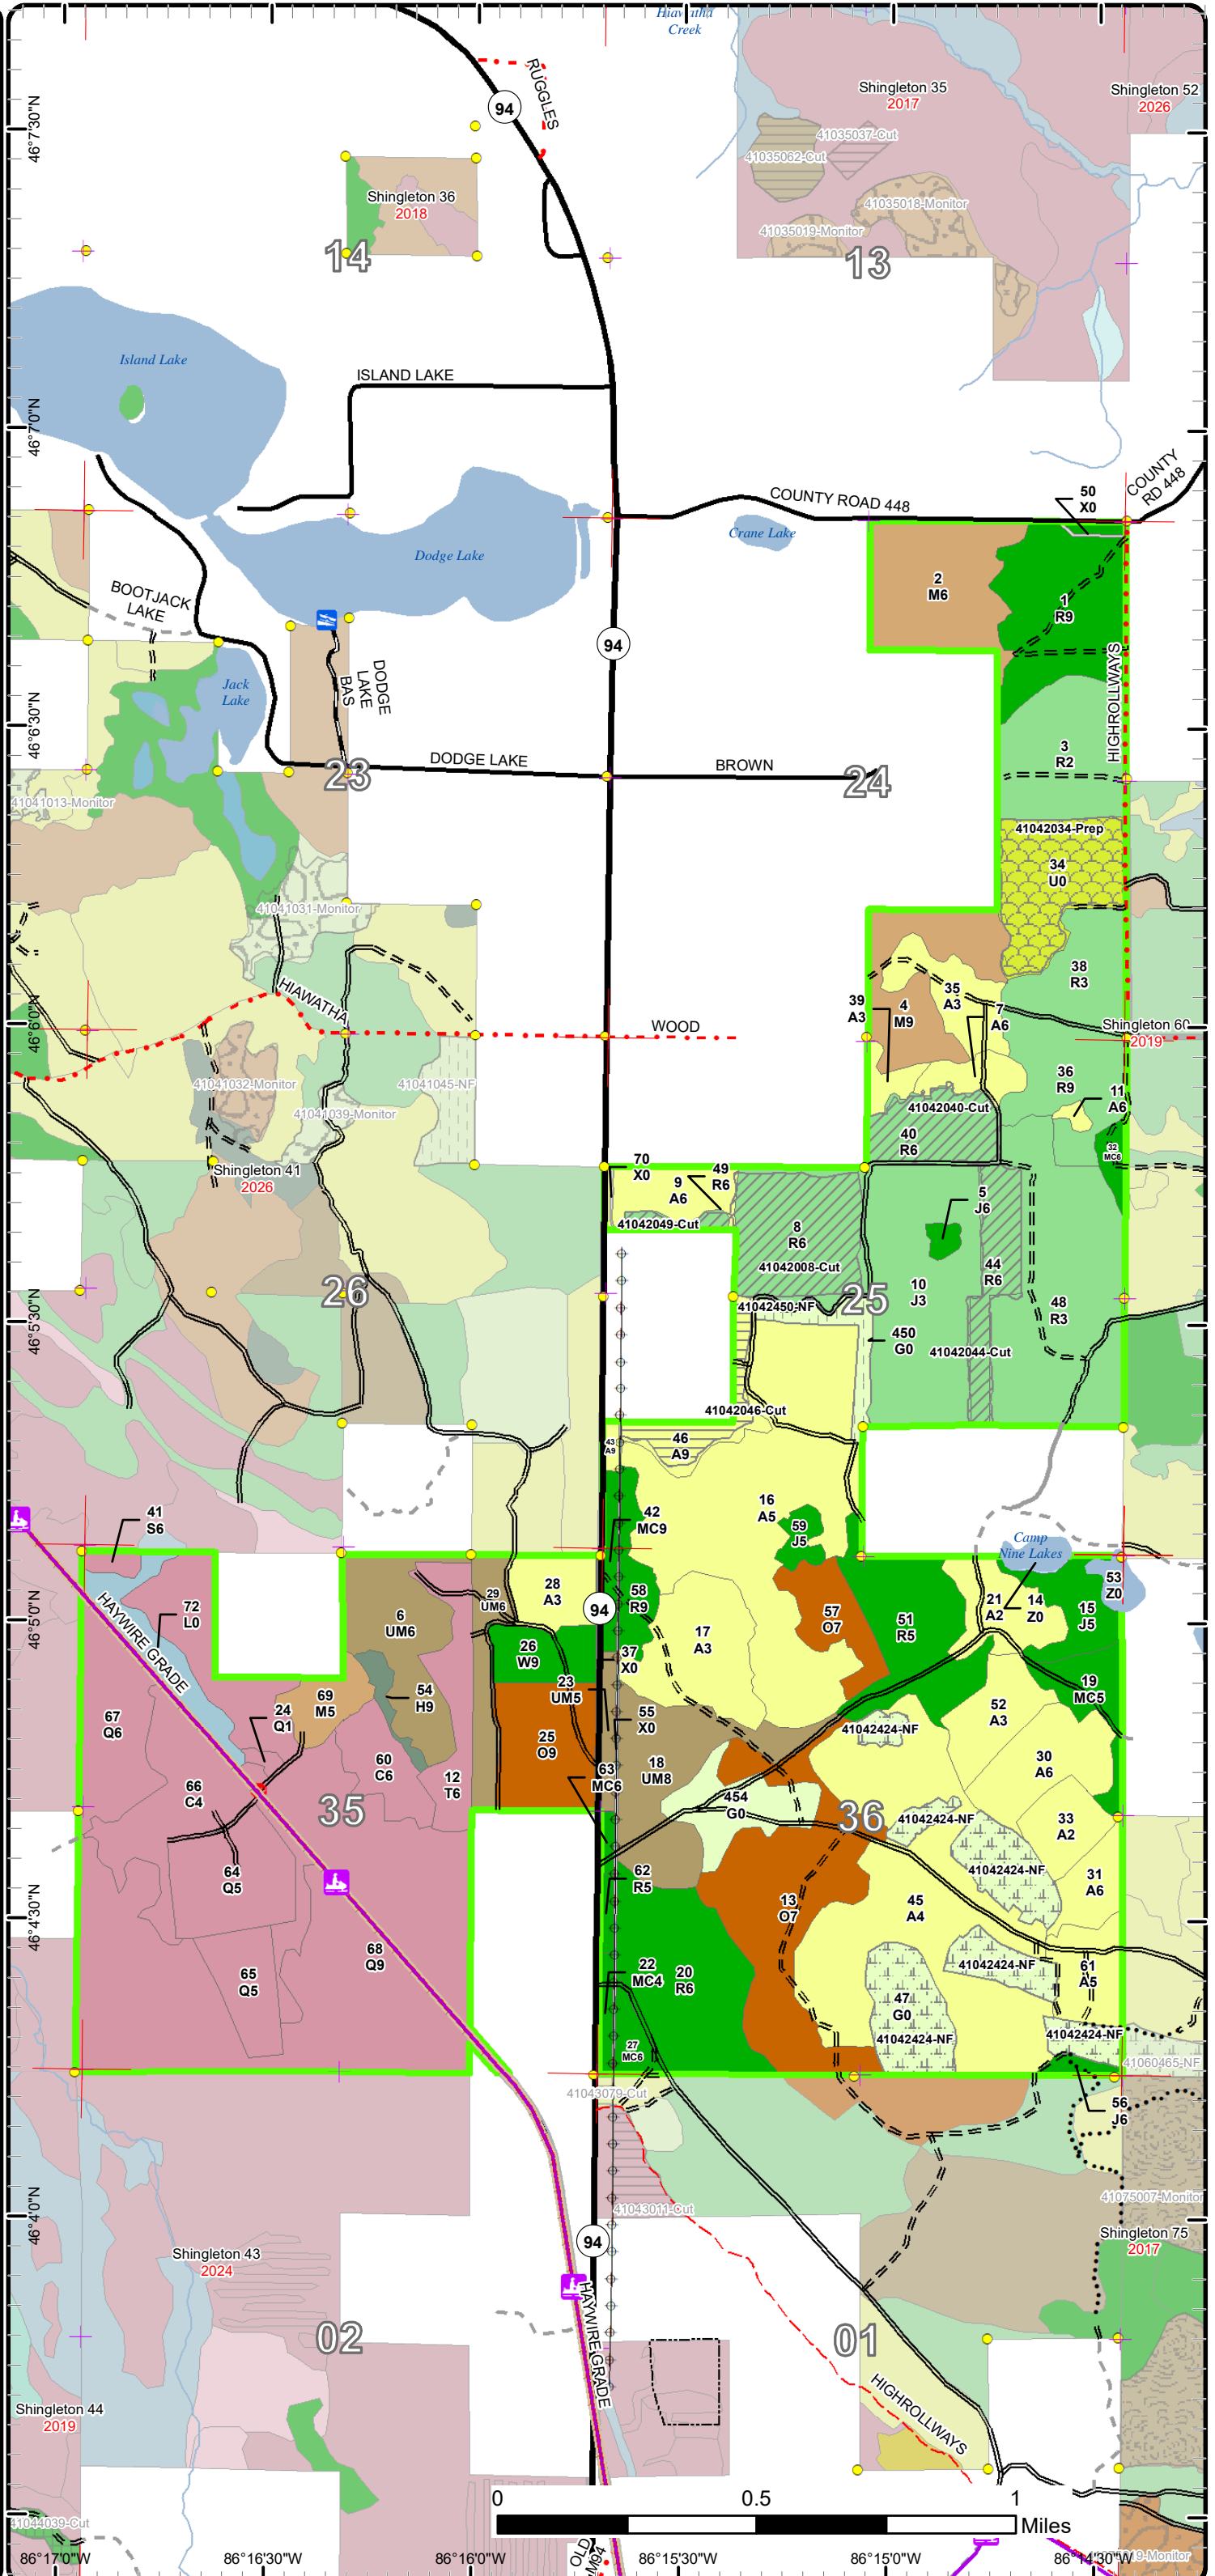 Hiawatha
Creek
RUGGLES
94
Shingleton 35
2017
Shingleton 52
2026
41035037-Cut
41035062-Cut
41035018-Monitor
41035019-Monitor
46°7'30"N
Shingleton 36
2018
14
13
Island Lake
ISLAND LAKE
46°7'0"N
COUNTY ROAD 448
COUNTY
RD 448
50
X0
Dodge Lake
Crane Lake
2
M6
1
R9
BOOTJACK
LAKE
94
DODGE
LAKE
BAS
Jack
Lake
HIGHROLLWAYS
46°6'30"N
3
R2
DODGE LAKE
BROWN
23
24
41041013-Monitor
41042034-Prep
34
U0
41041031-Monitor
38
R3
HIAWATHA
WOOD
46°6'0"N
39
A3
4
M9
35
A3
7
A6
Shingleton 60
2019
41041032-Monitor
41041045-NF
41041039-Monitor
36
R9
11
A6
41042040-Cut
40
R6
32
MC6
Shingleton 41
2026
70
X0
9
A6
49
R6
41042049-Cut
5
J6
8
R6
41042008-Cut
44
R6
26
25
10
J3
48
R3
41042450-NF
46°5'30"N
450
G0
41042044-Cut
41042046-Cut
43
A9
46
A9
16
A5
41
S6
42
MC9
59
J5
Camp
Nine Lakes
HAYWIRE GRADE
72
L0
6
UM6
29
UM6
28
A3
94
58
R9
57
O7
51
R5
21
A2
14
Z0
15
J5
53
Z0
46°5'0"N
26
W9
17
A3
37
X0
54
H9
23
UM5
19
MC5
67
Q6
24
Q1
69
M5
25
O9
55
X0
52
A3
41042424-NF
60
C6
12
T6
63
MC6
18
UM8
30
A6
66
C4
35
454
G0
36
41042424-NF
33
A2
41042424-NF
64
Q5
62
R5
31
A6
46°4'30"N
13
O7
45
A4
68
Q9
65
Q5
22
MC4
20
R6
41042424-NF
61
A5
47
G0
41042424-NF
41042424-NF
27
MC6
41060465-NF
41043079-Cut
56
J6
41043011-Cut
41075007-Monitor
46°4'0"N
Shingleton 43
2024
94
Shingleton 75
2017
HAYWIRE GRADE
02
01
HIGHROLLWAYS
Shingleton 44
2019
0
0.5
1
Miles
41044039-Cut
OLD
M94
86°17'0"W
86°16'30"W
86°16'0"W
86°15'30"W
86°15'0"W
86°14'30"W